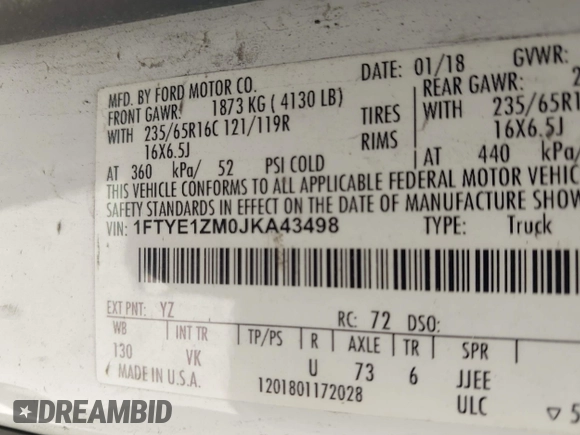 MFD. BY FORD MOTOR CO.
DATE: 01/18
GVWR:
FRONT GAWR: 1873 KG ( 4130 LB)
REAR GAWR: 2
WITH 235/65R16C 121/119R TIRES WITH 235/65R1
16X6.5J RIMS 16X6.5J
AT 360 kPa/ 52 PSI COLD AT 440 kPa/
THIS VEHICLE CONFORMS TO ALL APPLICABLE FEDERAL MOTOR VEHIC
SAFETY STANDARDS IN EFFECT ON THE DATE OF MANUFACTURE SHOW
VIN: 1FTYE1ZM0JKA43498 TYPE: Truck
EXT PNT: YZ RC: 72 DSO:
WB INT TR TP/PS R AXLE TR SPR
130 VK U 73 6 JJEE
MADE IN U.S.A. 1201801172028 ULC ▽5
DREAMBID